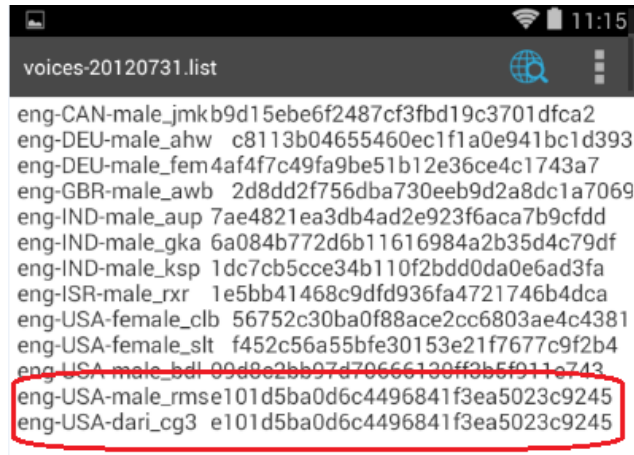 11:15
voices-20120731.list
eng-CAN-male_jmk b9d15ebe6f2487cf3fbd19c3701dfca2
eng-DEU-male_ahw c8113b04655460ec1f1a0e941bc1d393
eng-DEU-male_fem 4af4f7c49fa9be51b12e36ce4c1743a7
eng-GBR-male_awb 2d8dd2f756dba730eeb9d2a8dc1a7069
eng-IND-male_aup 7ae4821ea3db4ad2e923f6aca7b9cfdd
eng-IND-male_gka 6a084b772d6b11616984a2b35d4c79df
eng-IND-male_ksp 1dc7cb5cce34b110f2bdd0da0e6ad3fa
eng-ISR-male_rxr 1e5bb41468c9dfd936fa4721746b4dca
eng-USA-female_clb 56752c30ba0f88ace2cc6803ae4c4381
eng-USA-female_slt f452c56a55bfe30153e21f7677c9f2b4
eng-USA-male_bdl 09d8c2bb97d70666130ff3b5f911e743
eng-USA-male_rms e101d5ba0d6c4496841f3ea5023c9245
eng-USA-dari_cg3 e101d5ba0d6c4496841f3ea5023c9245